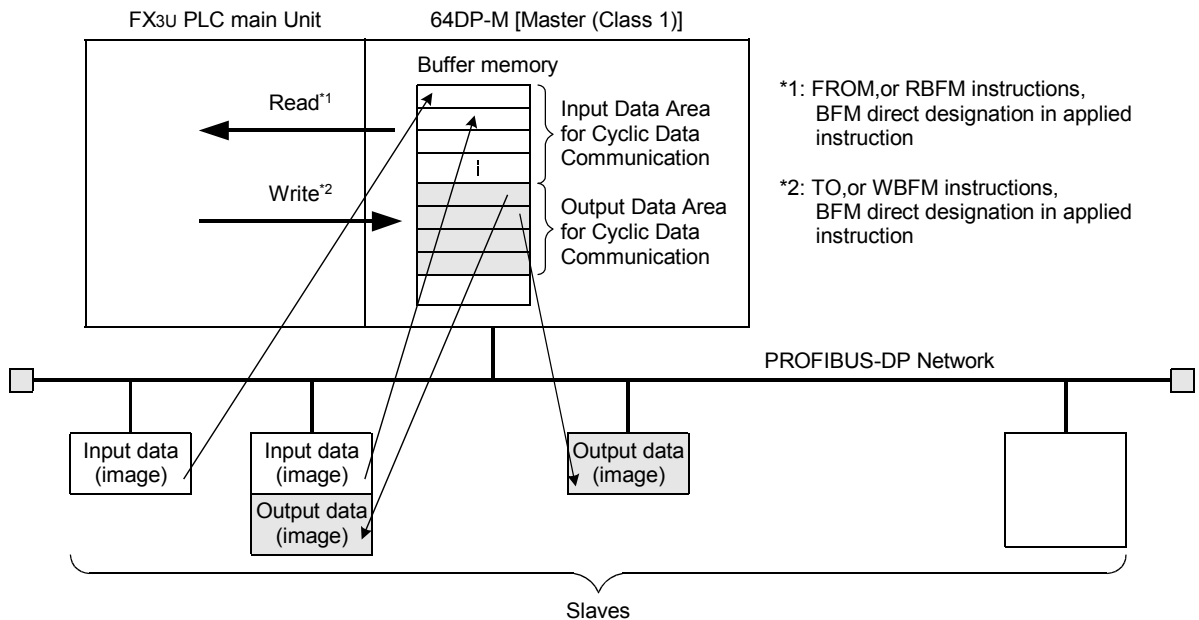 FX3U PLC main Unit
64DP-M [Master (Class 1)]
Buffer memory
Read*1
Write*2
Input Data Area
for Cyclic Data
Communication
Output Data Area
for Cyclic Data
Communication
*1: FROM,or RBFM instructions,
BFM direct designation in applied
instruction
*2: TO,or WBFM instructions,
BFM direct designation in applied
instruction
PROFIBUS-DP Network
Input data
(image)
Input data
(image)
Output data
(image)
Output data
(image)
Slaves